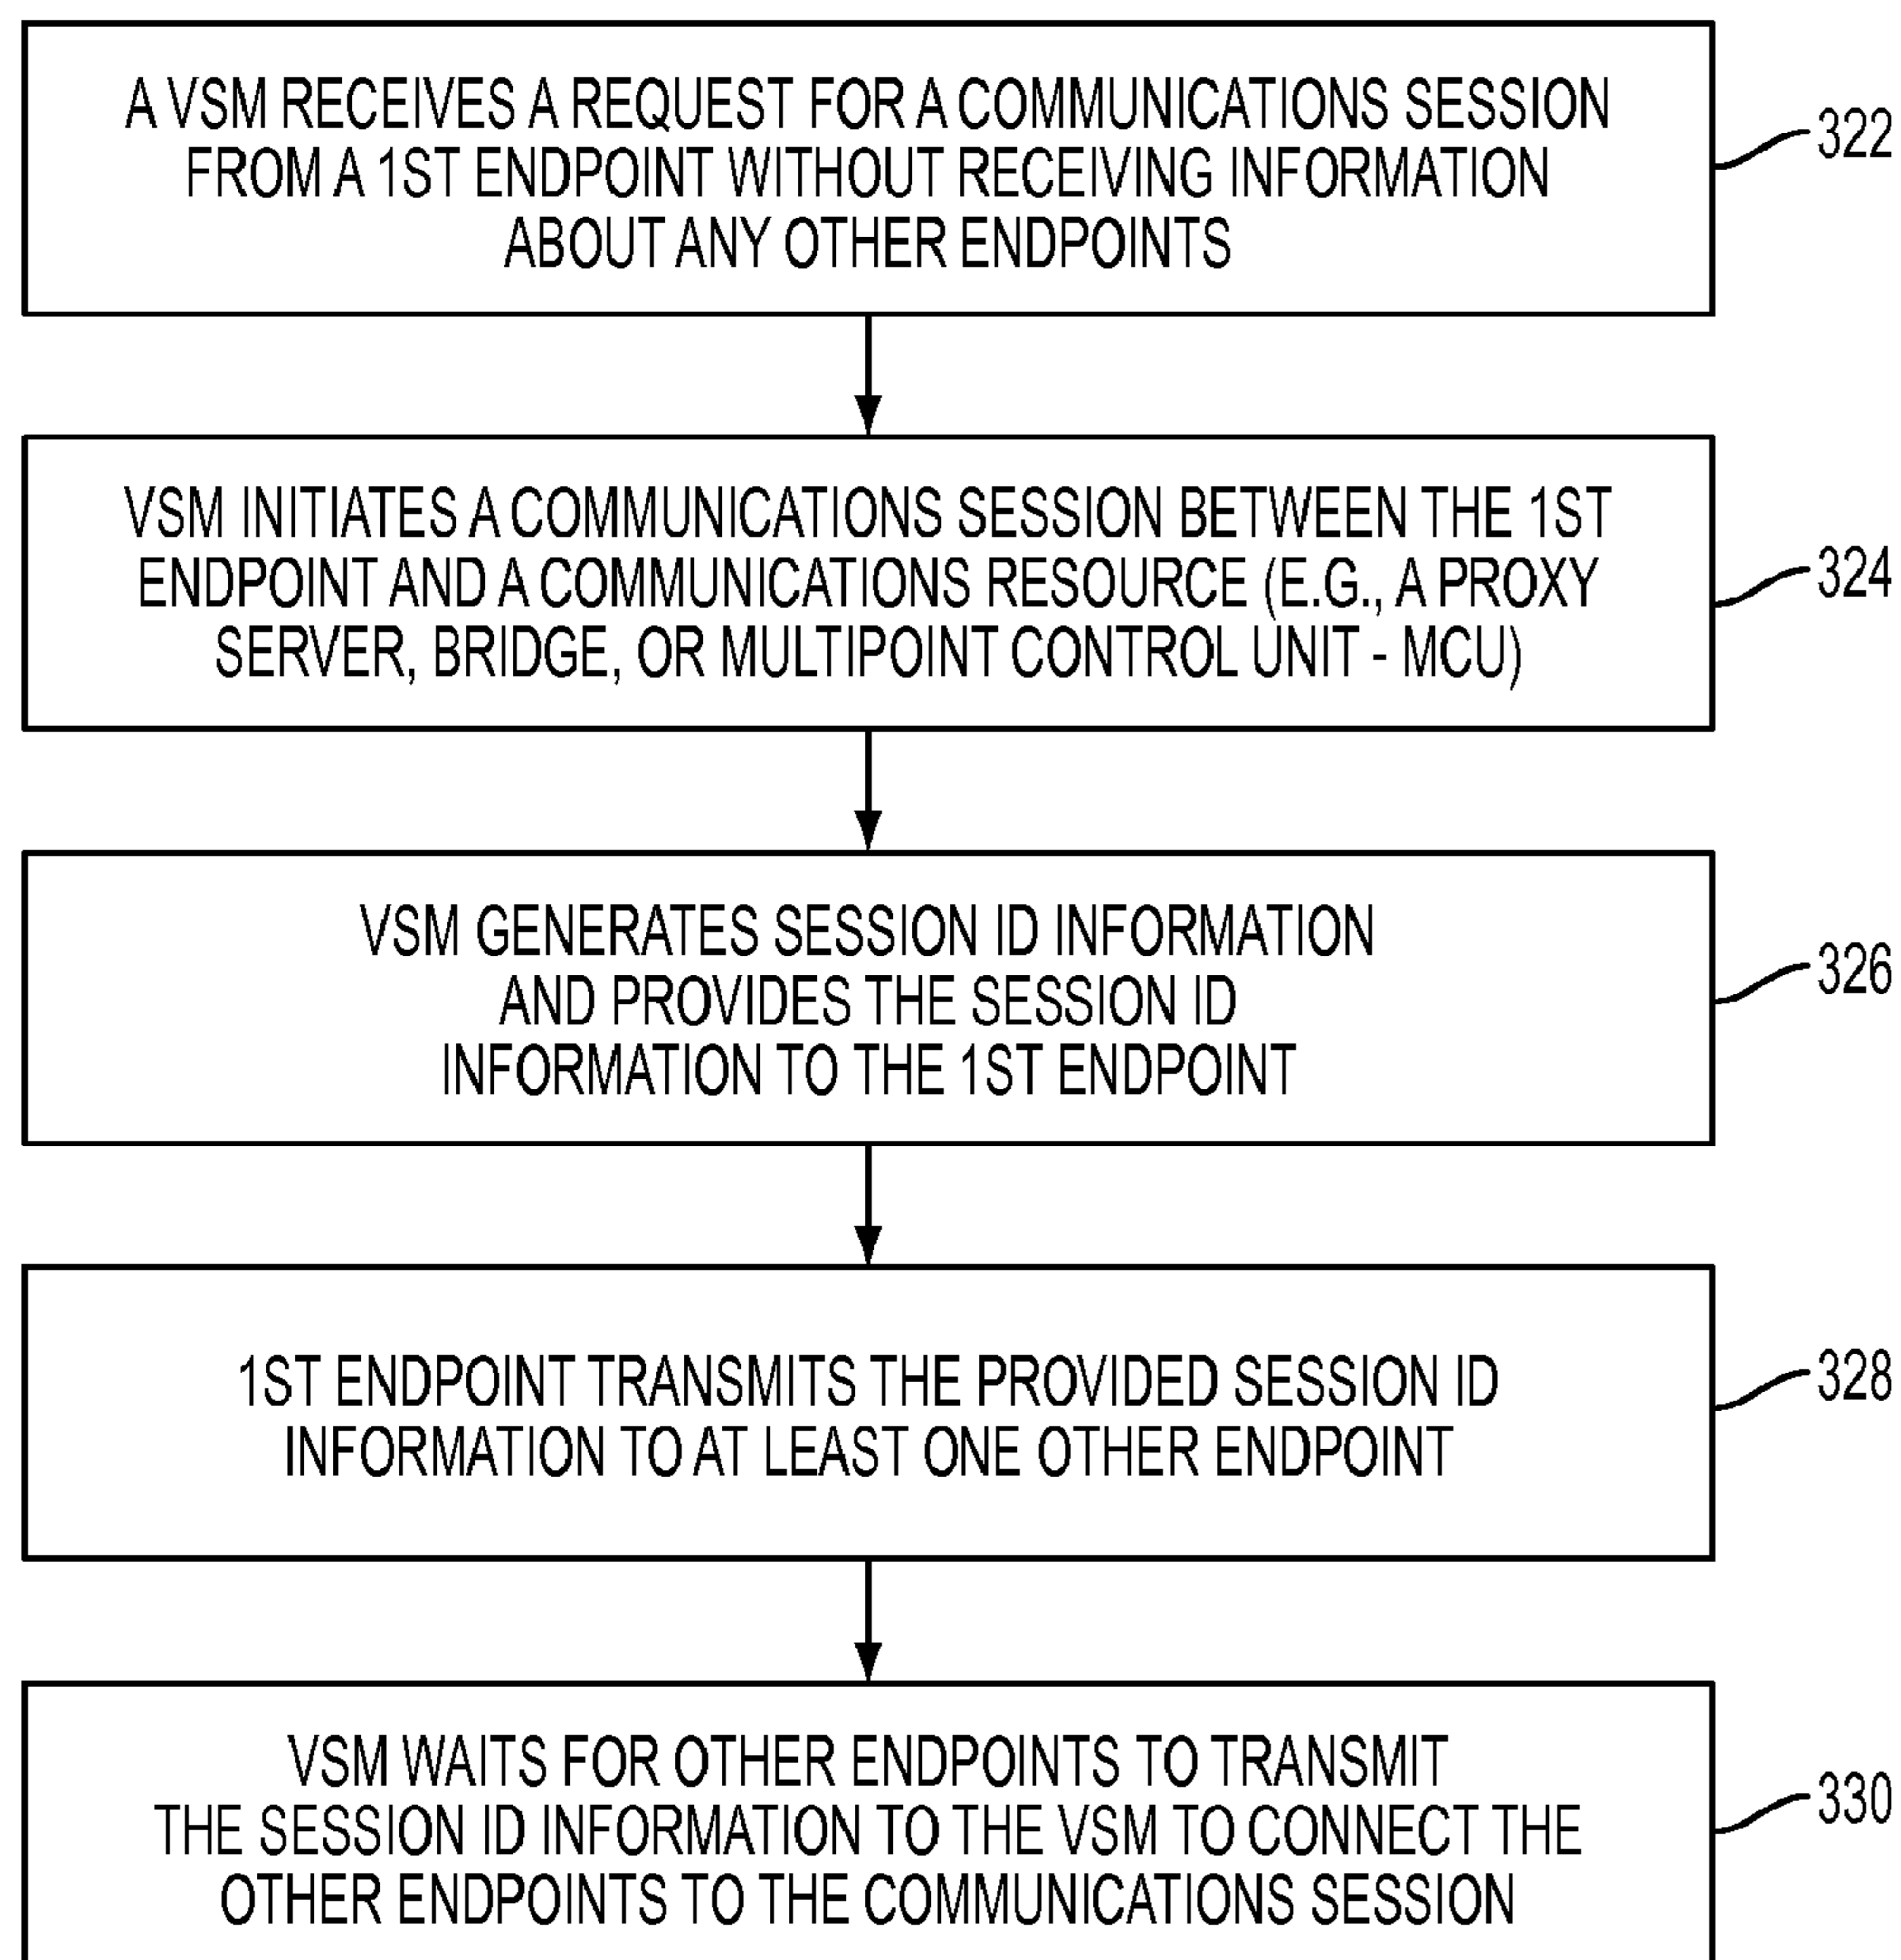 A VSM RECEIVES A REQUEST FOR A COMMUNICATIONS SESSION
FROM A 1ST ENDPOINT WITHOUT RECEIVING INFORMATION
ABOUT ANY OTHER ENDPOINTS
322
VSM INITIATES A COMMUNICATIONS SESSION BETWEEN THE 1ST
ENDPOINT AND A COMMUNICATIONS RESOURCE (E.G., A PROXY
SERVER, BRIDGE, OR MULTIPOINT CONTROL UNIT - MCU)
324
VSM GENERATES SESSION ID INFORMATION
AND PROVIDES THE SESSION ID
INFORMATION TO THE 1ST ENDPOINT
326
1ST ENDPOINT TRANSMITS THE PROVIDED SESSION ID
INFORMATION TO AT LEAST ONE OTHER ENDPOINT
328
VSM WAITS FOR OTHER ENDPOINTS TO TRANSMIT
THE SESSION ID INFORMATION TO THE VSM TO CONNECT THE
OTHER ENDPOINTS TO THE COMMUNICATIONS SESSION
330